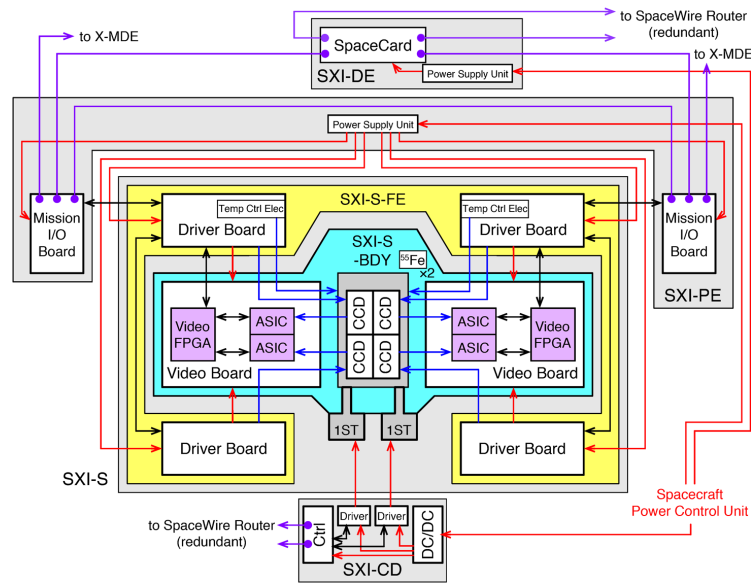 to SpaceWire Router
(redundant)
to X-MDE
SpaceCard
to X-MDE
SXI-DE
Power Supply Unit
Power Supply Unit
Mission
I/O
Board
Temp Ctrl Elec
Driver Board
SXI-S-FE
Temp Ctrl Elec
Driver Board
Mission
I/O
Board
SXI-S
-BDY
55Fe
×2
SXI-PE
Video
FPGA
ASIC
ASIC
Video Board
CCD
CCD
CCD
CCD
ASIC
ASIC
Video
FPGA
Video Board
1ST
1ST
Driver Board
Driver Board
SXI-S
Spacecraft
Power Control Unit
to SpaceWire Router
(redundant)
Ctrl
Driver
Driver
DC/DC
SXI-CD